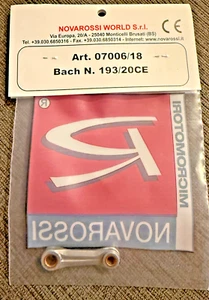 NOVAROSSI WORLD S.r.l.
Via Europa, 20/A - 25040 Monticelli Brusati (BS)
Tel. +39.030.6850316 - Fax. +39.030.6850314 - Internet: www.novarossi.it
CE
Art. 07006/18
Bach N. 193/20CE
R
MICROMOTORI
NOVAROSSI